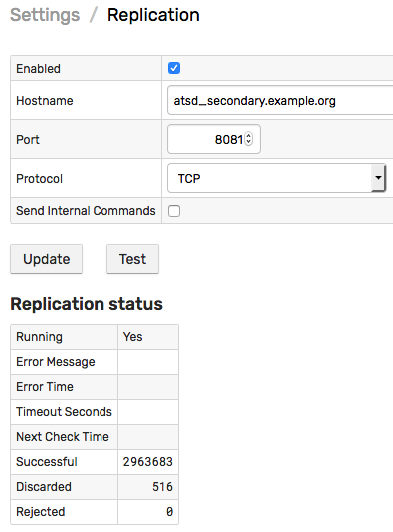 Settings / Replication
Enabled
Hostname atsd_secondary.example.org
Port 8081
Protocol TCP
Send Internal Commands
Update Test
Replication status
Running Yes
Error Message
Error Time
Timeout Seconds
Next Check Time
Successful 2963683
Discarded 516
Rejected 0